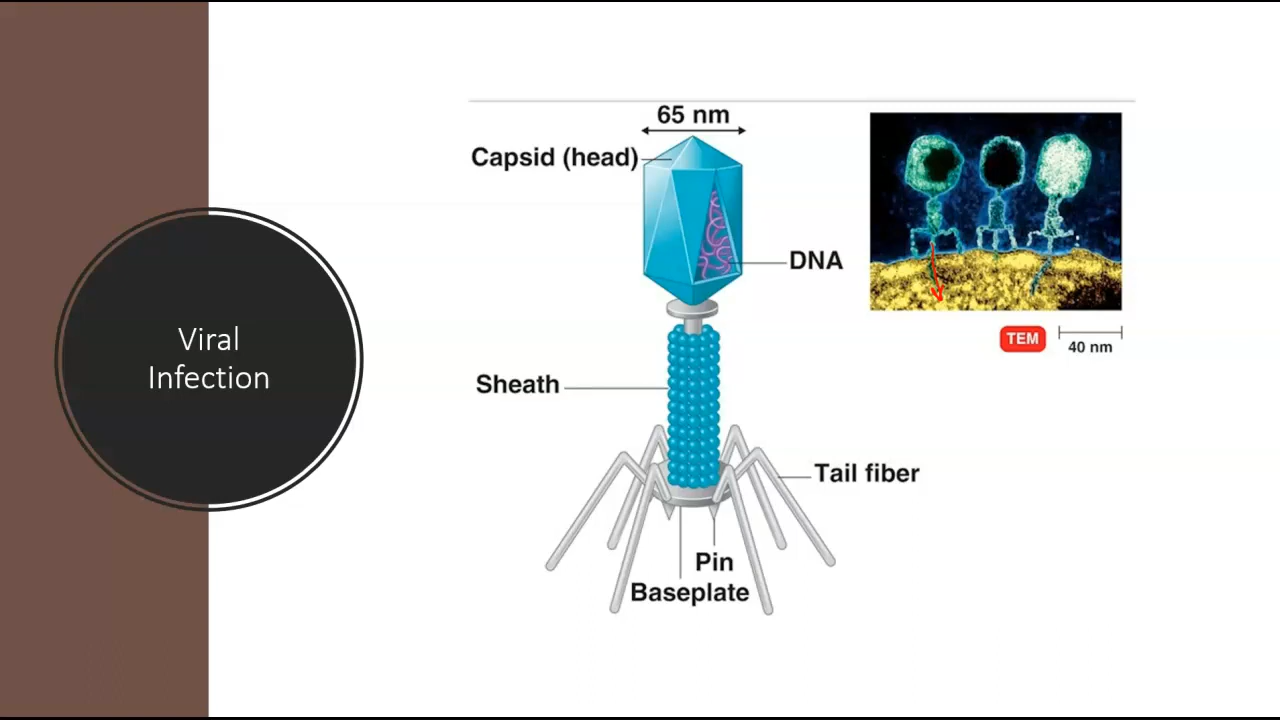 Viral
Infection
65 nm
Capsid (head)
DNA
Sheath
Tail fiber
Pin
Baseplate
TEM
40 nm